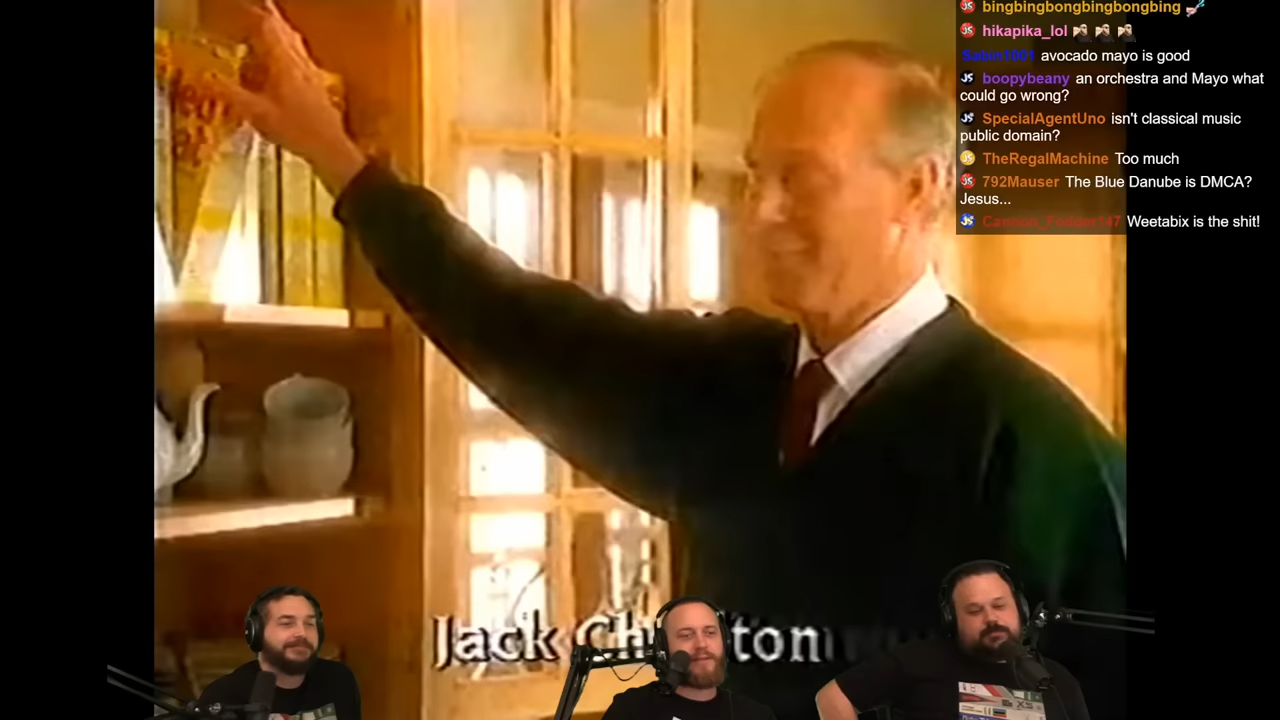 bingbingbongbingbongbing
hikapika_lol
Sabin1001 avocado mayo is good
boopybeany an orchestra and Mayo what
could go wrong?
SpecialAgentUno isn't classical music
public domain?
TheRegalMachine Too much
792Mauser The Blue Danube is DMCA?
Jesus...
Cannon_Fodder147 Weetabix is the shit!
Jack Ch ton